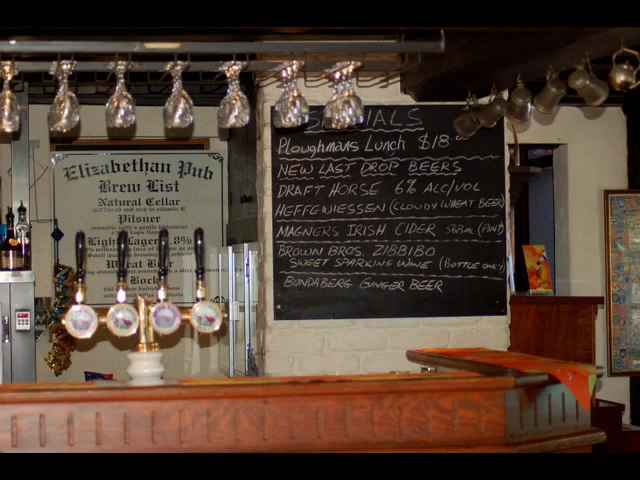 SPECIALS
Ploughmans Lunch $18
NEW LAST DROP BEERS
DRAFT HORSE 6% ALC/VOL
HEFFEWIESSEN (CLOUDY WHEAT BEER)
MAGNERS IRISH CIDER 568ml (PINT)
BROWN BROS. ZIBBIBO
SWEET SPARKING WINE (BOTTLE ONLY)
BUNDABERG GINGER BEER
Elizabethan Pub
Brew List
Natural Cellar
Pilsner
Light Lager
Wheat
Bock